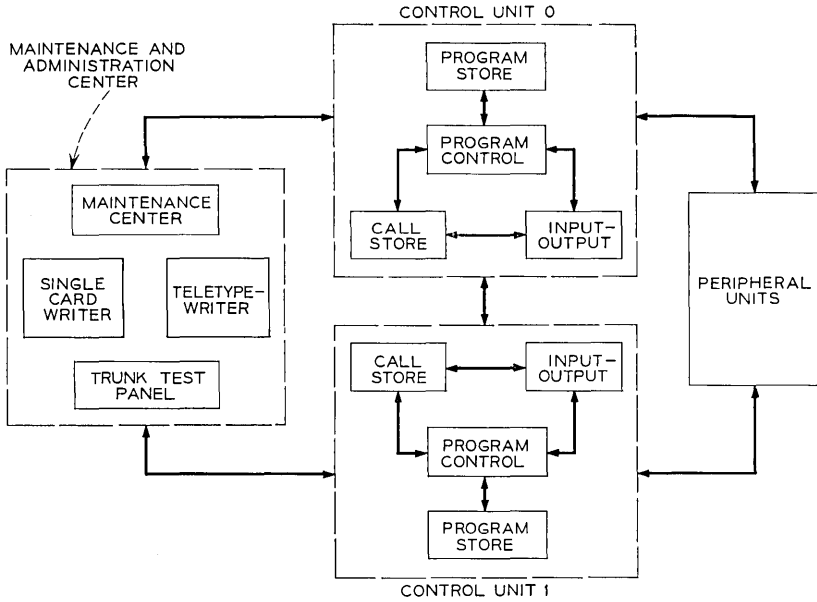 CONTROL UNIT 0
MAINTENANCE AND
ADMINISTRATION
CENTER
PROGRAM
STORE
PROGRAM
CONTROL
CALL
STORE
INPUT-
OUTPUT
MAINTENANCE
CENTER
SINGLE
CARD
WRITER
TELETYPE-
WRITER
TRUNK TEST
PANEL
PERIPHERAL
UNITS
CALL
STORE
INPUT-
OUTPUT
PROGRAM
CONTROL
PROGRAM
STORE
CONTROL UNIT 1